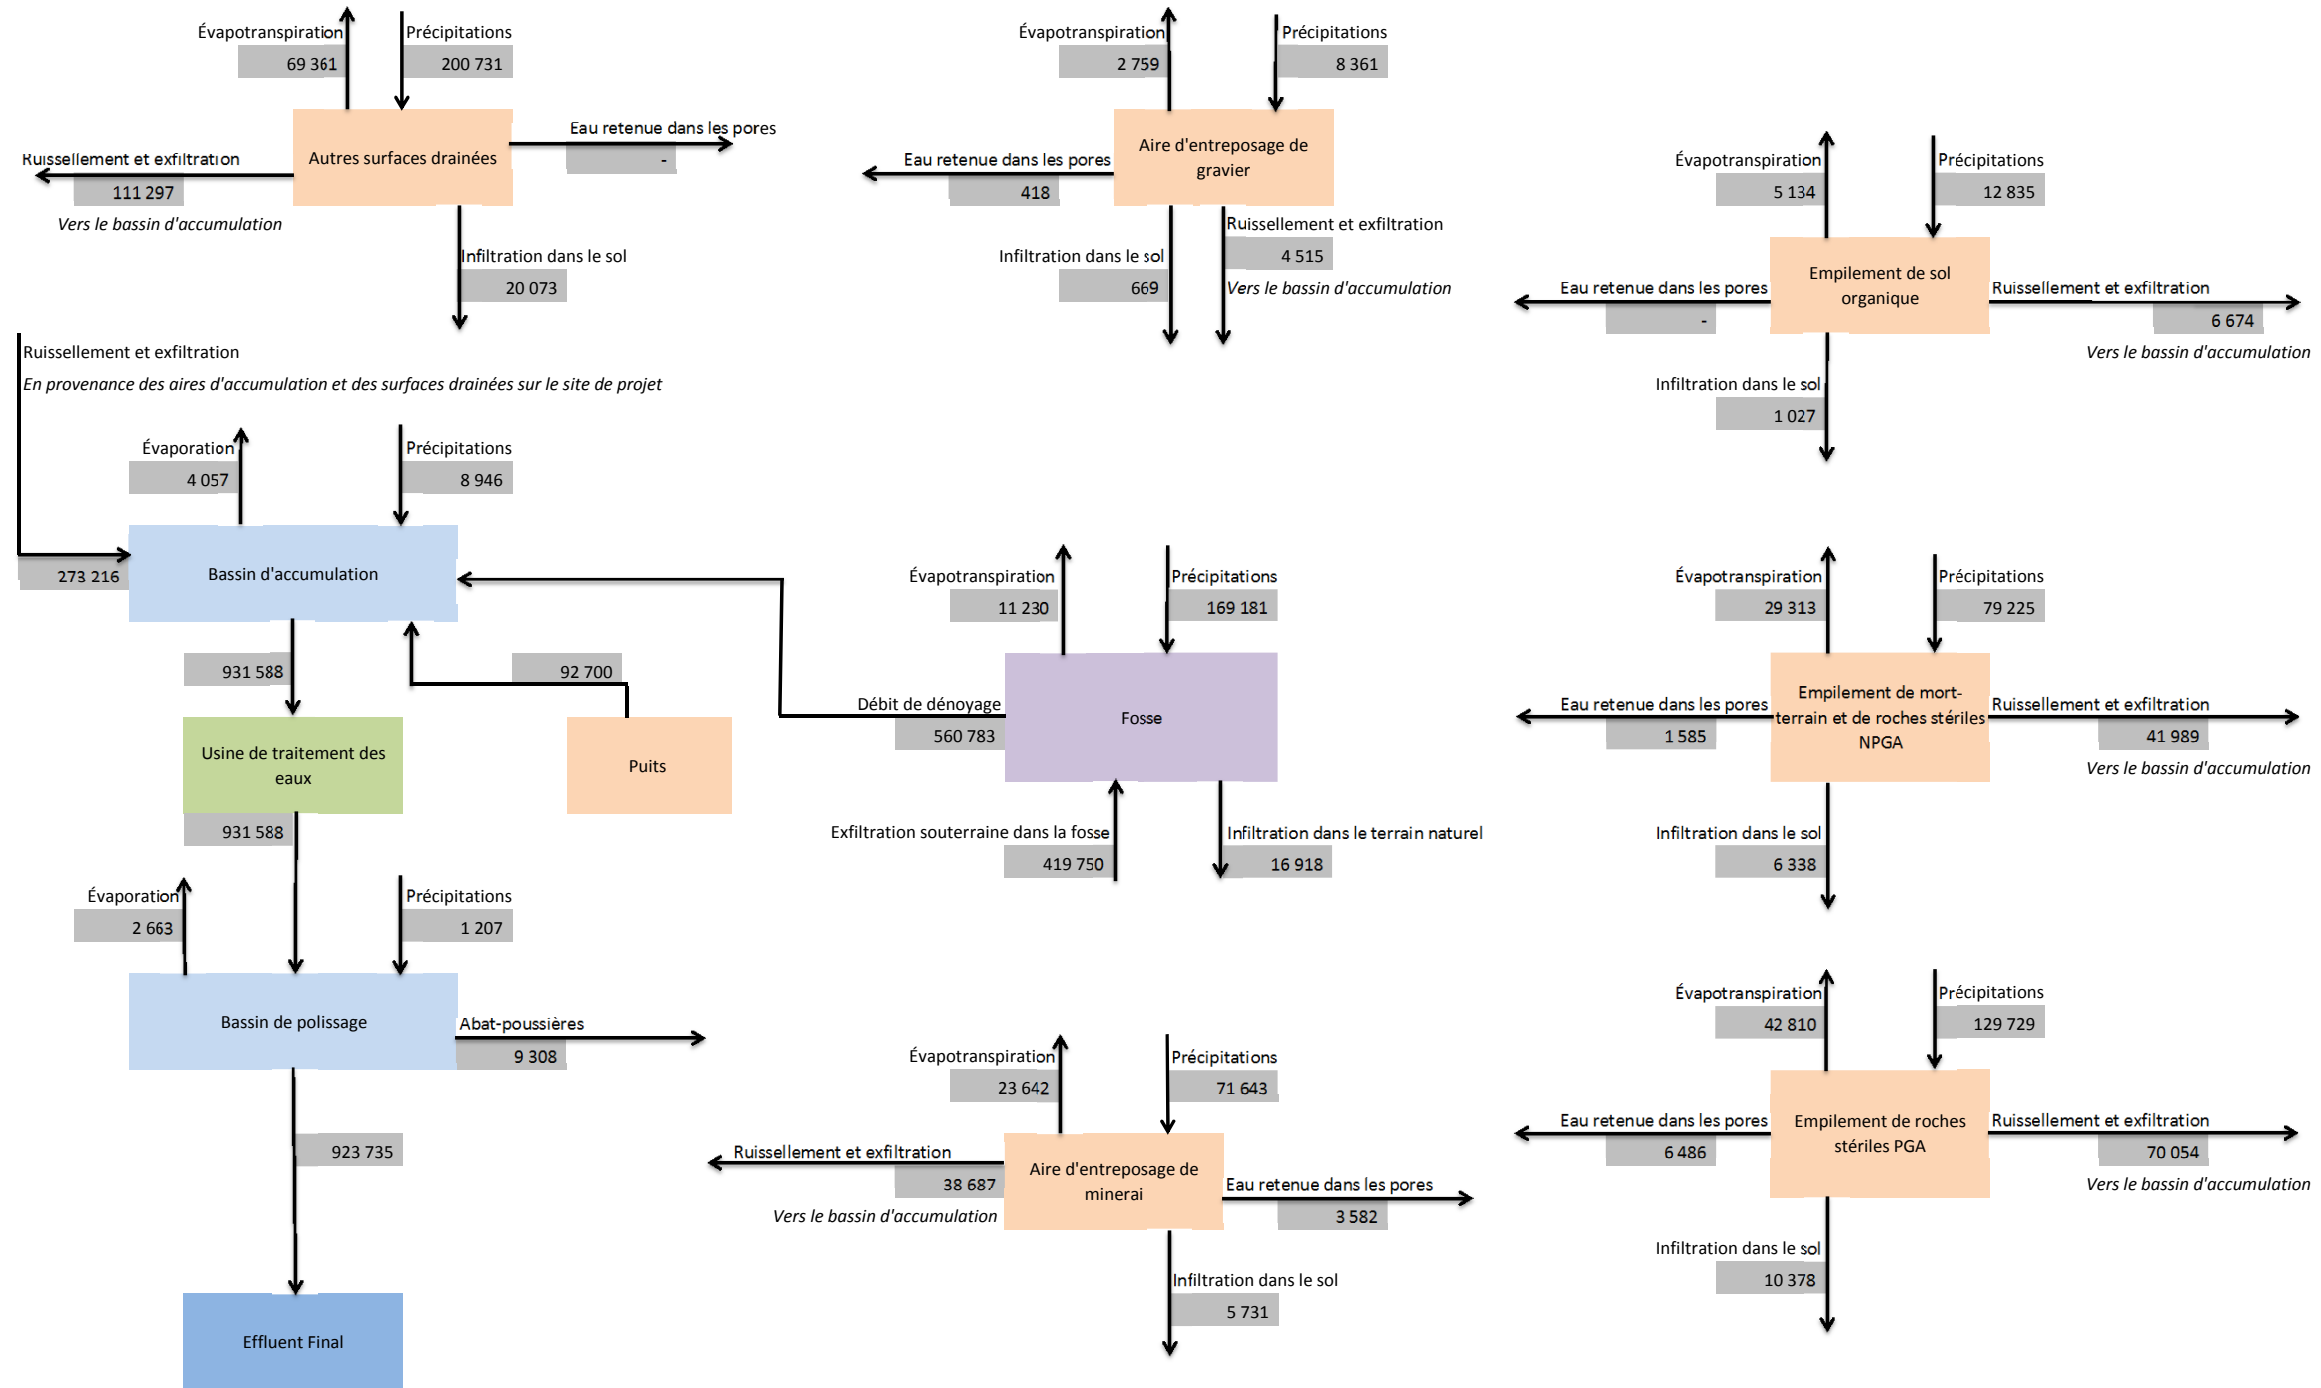 Évapotranspiration
69 361
Précipitations
200 731
Autres surfaces drainées
Eau retenue dans les pores
-
Ruissellement et exfiltration
111 297
Vers le bassin d'accumulation
Infiltration dans le sol
20 073
Évapotranspiration
2 759
Précipitations
8 361
Aire d'entreposage de
gravier
Eau retenue dans les pores
418
Infiltration dans le sol
669
Ruissellement et exfiltration
4 515
Vers le bassin d'accumulation
Évapotranspiration
5 134
Précipitations
12 835
Empilement de sol
organique
Eau retenue dans les pores
-
Ruissellement et exfiltration
6 674
Vers le bassin d'accumulation
Infiltration dans le sol
1 027
Ruissellement et exfiltration
En provenance des aires d'accumulation et des surfaces drainées sur le site de projet
Évaporation
4 057
Précipitations
8 946
273 216
Bassin d'accumulation
931 588
92 700
Usine de traitement des
eaux
Puits
931 588
Évaporation
2 663
Précipitations
1 207
Bassin de polissage
Abat-poussières
9 308
923 735
Effluent Final
Évapotranspiration
11 230
Précipitations
169 181
Débit de dénoyage
560 783
Fosse
Exfiltration souterraine dans la fosse
419 750
Infiltration dans le terrain naturel
16 918
Évapotranspiration
23 642
Précipitations
71 643
Ruissellement et exfiltration
38 687
Vers le bassin d'accumulation
Aire d'entreposage de
minerai
Eau retenue dans les pores
3 582
Infiltration dans le sol
5 731
Évapotranspiration
29 313
Précipitations
79 225
Eau retenue dans les pores
1 585
Empilement de mort-
terrain et de roches stériles
NPGA
Ruissellement et exfiltration
41 989
Vers le bassin d'accumulation
Infiltration dans le sol
6 338
Évapotranspiration
42 810
Précipitations
129 729
Eau retenue dans les pores
6 486
Empilement de roches
stériles PGA
Ruissellement et exfiltration
70 054
Vers le bassin d'accumulation
Infiltration dans le sol
10 378